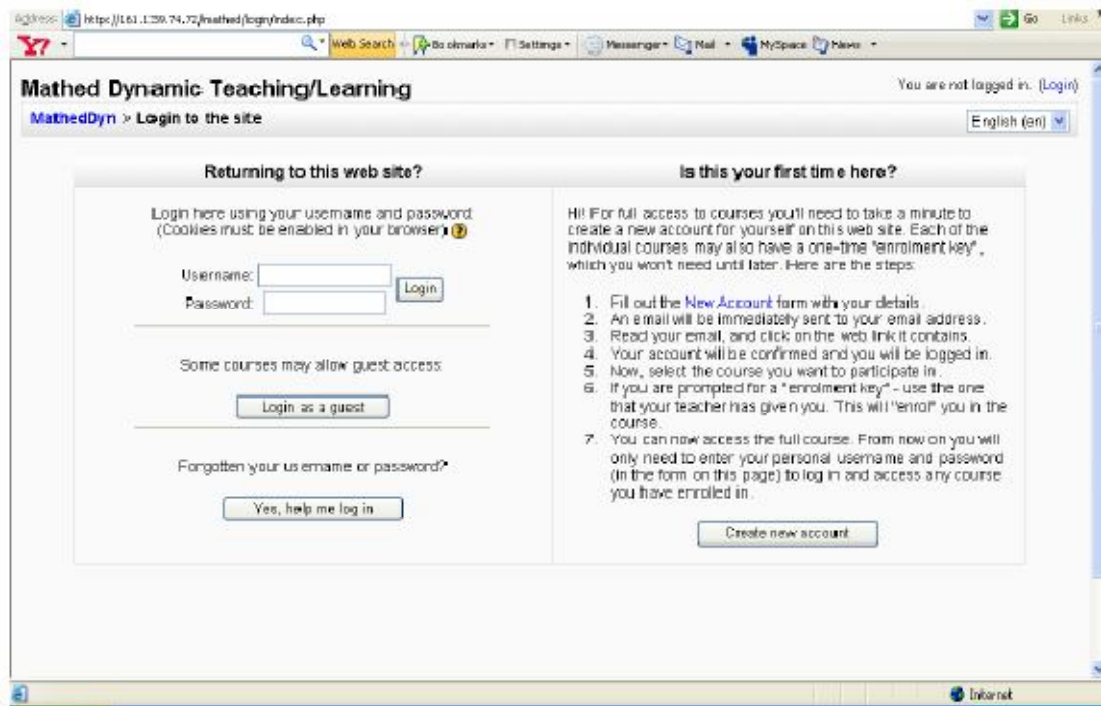 Address https://161.139.74.72/mathed/login/index.php Go Links
Y! Web Search Bookmarks Settings Messenger Mail MySpace News
Mathed Dynamic Teaching/Learning
You are not logged in. (Login)
MathedDyn > Login to the site
English (en)
Returning to this web site?
Login here using your username and password
(Cookies must be enabled in your browser) ?
Username:
Login
Password:
Some courses may allow guest access
Login as a guest
Forgotten your username or password?
Yes, help me log in
Is this your first time here?
Hi! For full access to courses you'll need to take a minute to
create a new account for yourself on this web site. Each of the
individual courses may also have a one-time "enrolment key",
which you won't need until later. Here are the steps:
1. Fill out the New Account form with your details.
2. An email will be immediately sent to your email address.
3. Read your email, and click on the web link it contains.
4. Your account will be confirmed and you will be logged in.
5. Now, select the course you want to participate in.
6. If you are prompted for a "enrolment key" - use the one
that your teacher has given you. This will "enrol" you in the
course.
7. You can now access the full course. From now on you will
only need to enter your personal username and password
(in the form on this page) to log in and access any course
you have enrolled in.
Create new account
Internet